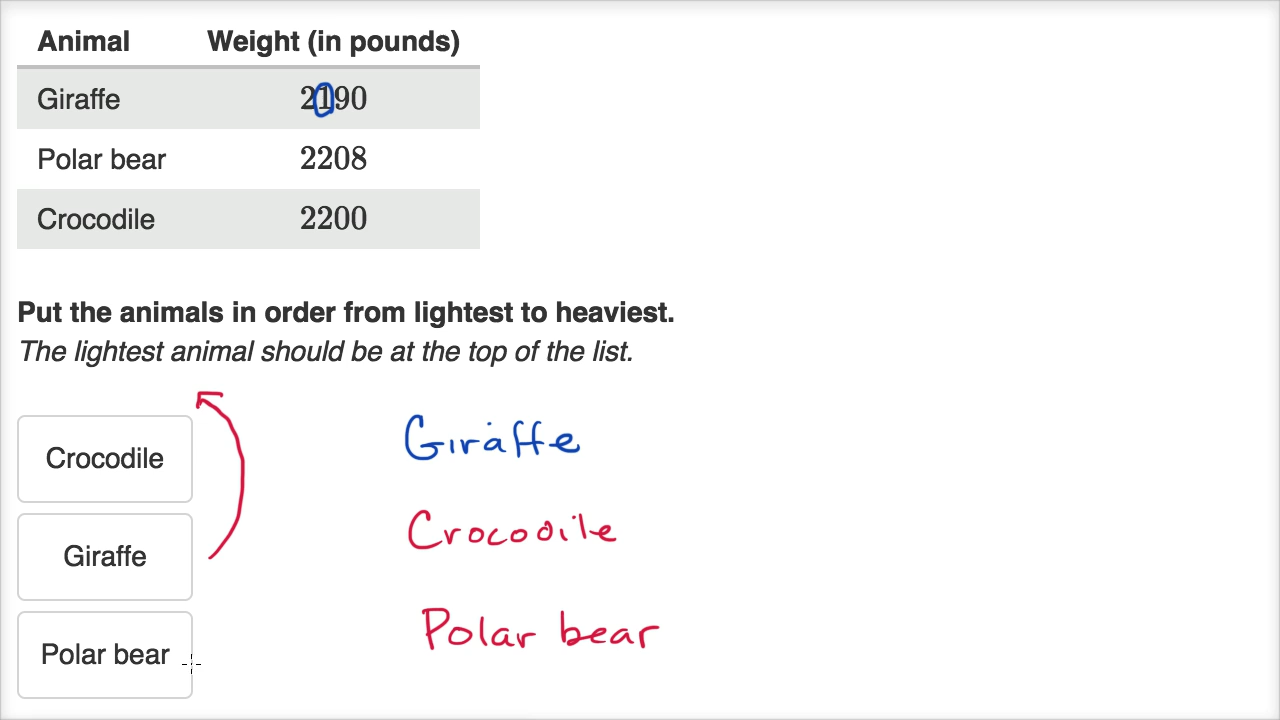 Animal Weight (in pounds)
Giraffe 2190
Polar bear 2208
Crocodile 2200
Put the animals in order from lightest to heaviest.
The lightest animal should be at the top of the list.
Crocodile Giraffe
Giraffe Crocodile
Polar bear Polar bear